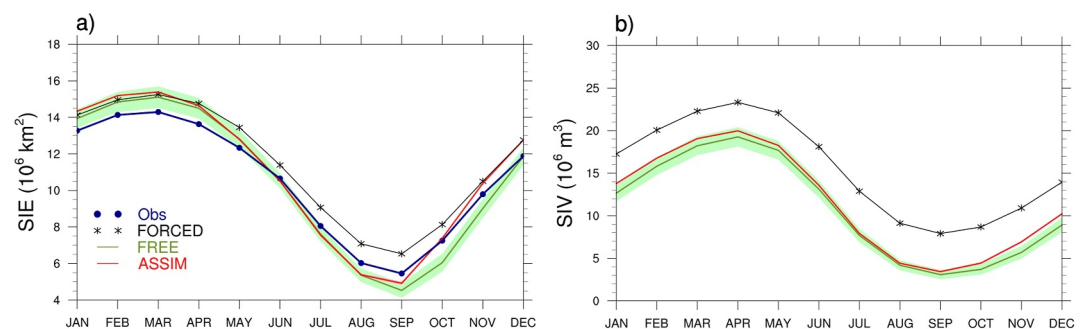 a)
SIE (10⁶ km²)
18
16
14
12
10
8
6
4
Obs
FORCED
FREE
ASSIM
JAN FEB MAR APR MAY JUN JUL AUG SEP OCT NOV DEC
b)
SIV (10⁶ m³)
30
25
20
15
10
5
0
JAN FEB MAR APR MAY JUN JUL AUG SEP OCT NOV DEC